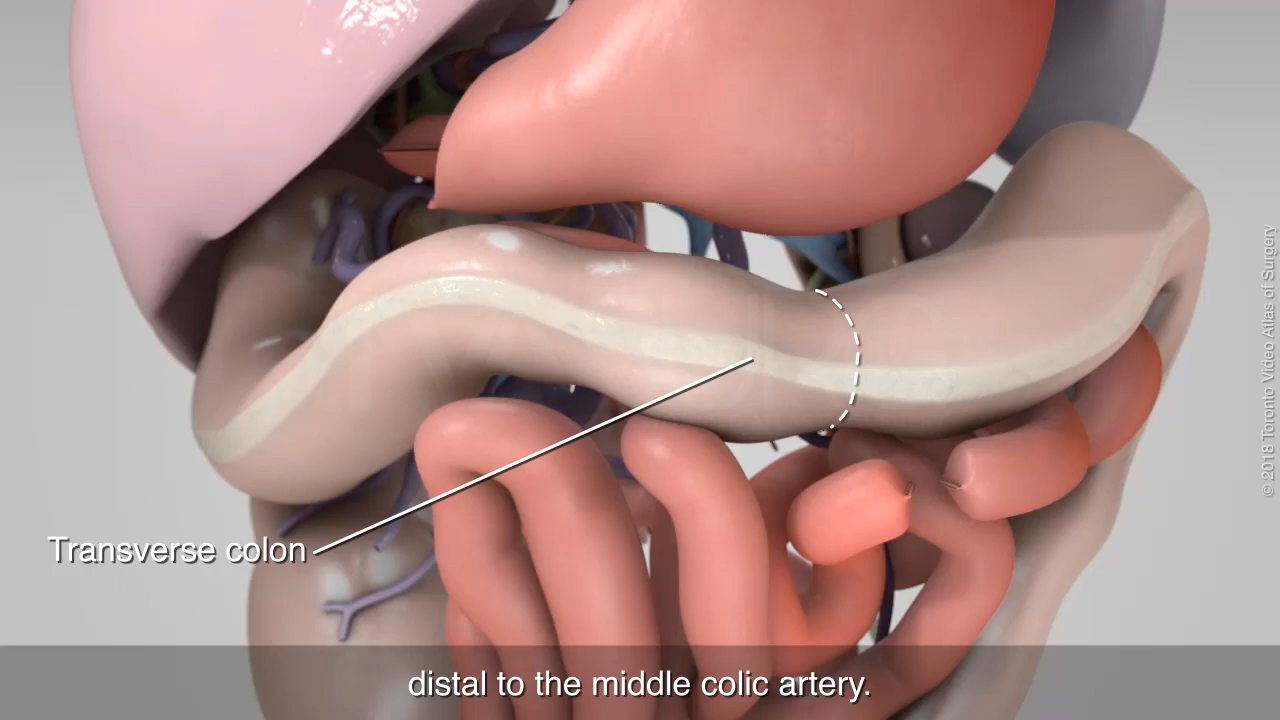 Transverse colon
distal to the middle colic artery.
© 2018 Toronto Video Atlas of Surgery